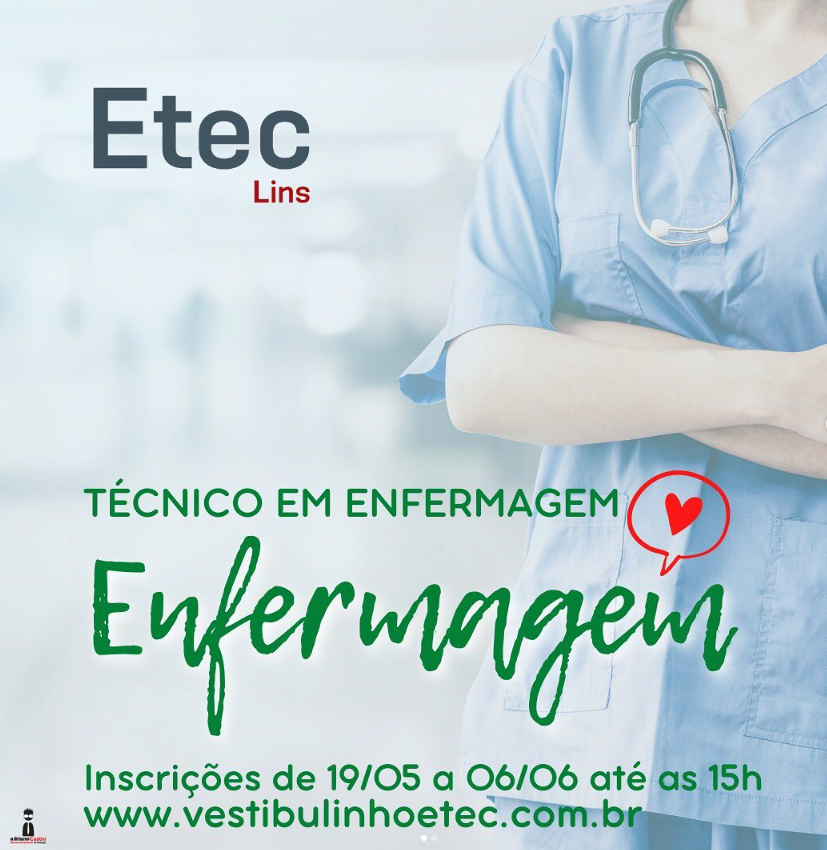 Etec
Lins
TÉCNICO EM ENFERMAGEM
Enfermagem
Inscrições de 19/05 a 06/06 até as 15h
www.vestibulinhoetec.com.br
adrianoCastro